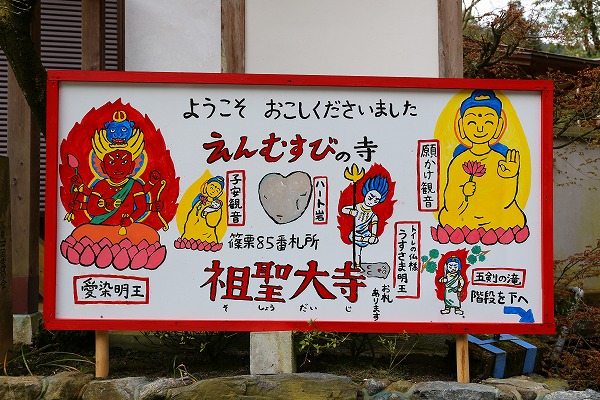 ようこそ おこしくださいました
えんむすびの寺
子安観音
ハート岩
願かけ観音
篠栗85番札所
トイレの仏様
うすさま明王
お札
あります
愛染明王
祖聖大寺
そしょうだいじ
五剣の滝
階段を下へ